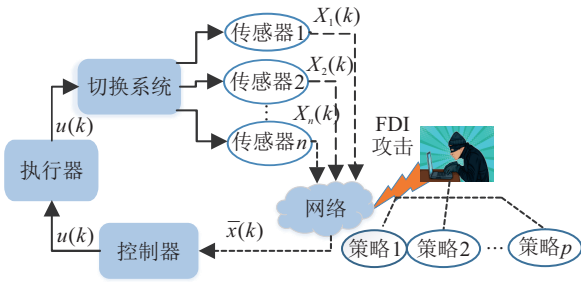 传感器1
X₁(k)
切换系统
传感器2
X₂(k)
⋮
Xₙ(k)
传感器n
u(k)
FDI
攻击
执行器
网络
u(k)
控制器
x̄(k)
策略1
策略2
⋯
策略p